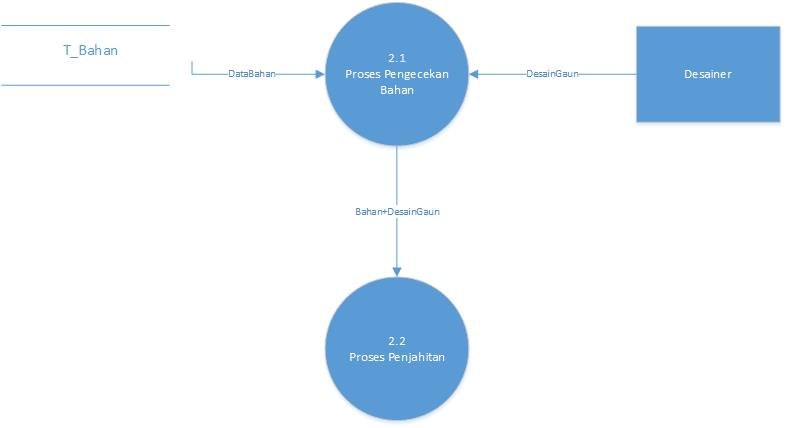 T_Bahan
DataBahan
2.1
Proses Pengecekan
Bahan
DesainGaun
Desainer
Bahan+DesainGaun
2.2
Proses Penjahitan